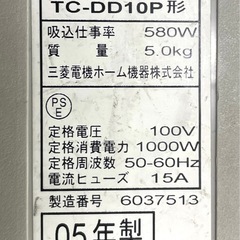 TC-DD10P形
吸込仕事率 580W
質量 5.0kg
三菱電機ホーム機器株式会社
PS
E
定格電圧 100V
定格消費電力 1000W
定格周波数 50-60Hz
電流ヒューズ 15A
製造番号 6037513
05年製